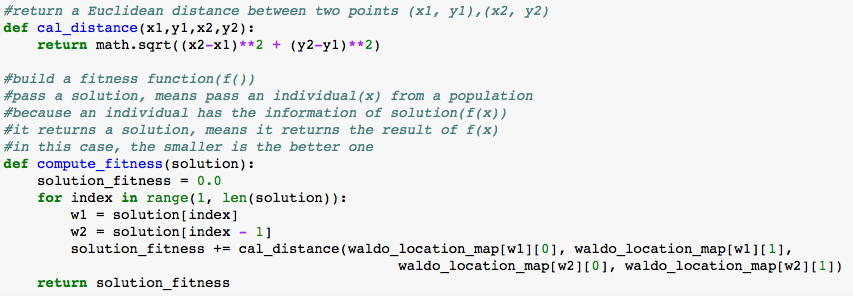 #return a Euclidean distance between two points (x1, y1),(x2, y2)
def cal_distance(x1,y1,x2,y2):
    return math.sqrt((x2-x1)**2 + (y2-y1)**2)

#build a fitness function(f())
#pass a solution, means pass an individual(x) from a population
#because an individual has the information of solution(f(x))
#it returns a solution, means it returns the result of f(x)
#in this case, the smaller is the better one
def compute_fitness(solution):
    solution_fitness = 0.0
    for index in range(1, len(solution)):
        w1 = solution[index]
        w2 = solution[index - 1]
        solution_fitness += cal_distance(waldo_location_map[w1][0], waldo_location_map[w1][1],
                                         waldo_location_map[w2][0], waldo_location_map[w2][1])
    return solution_fitness